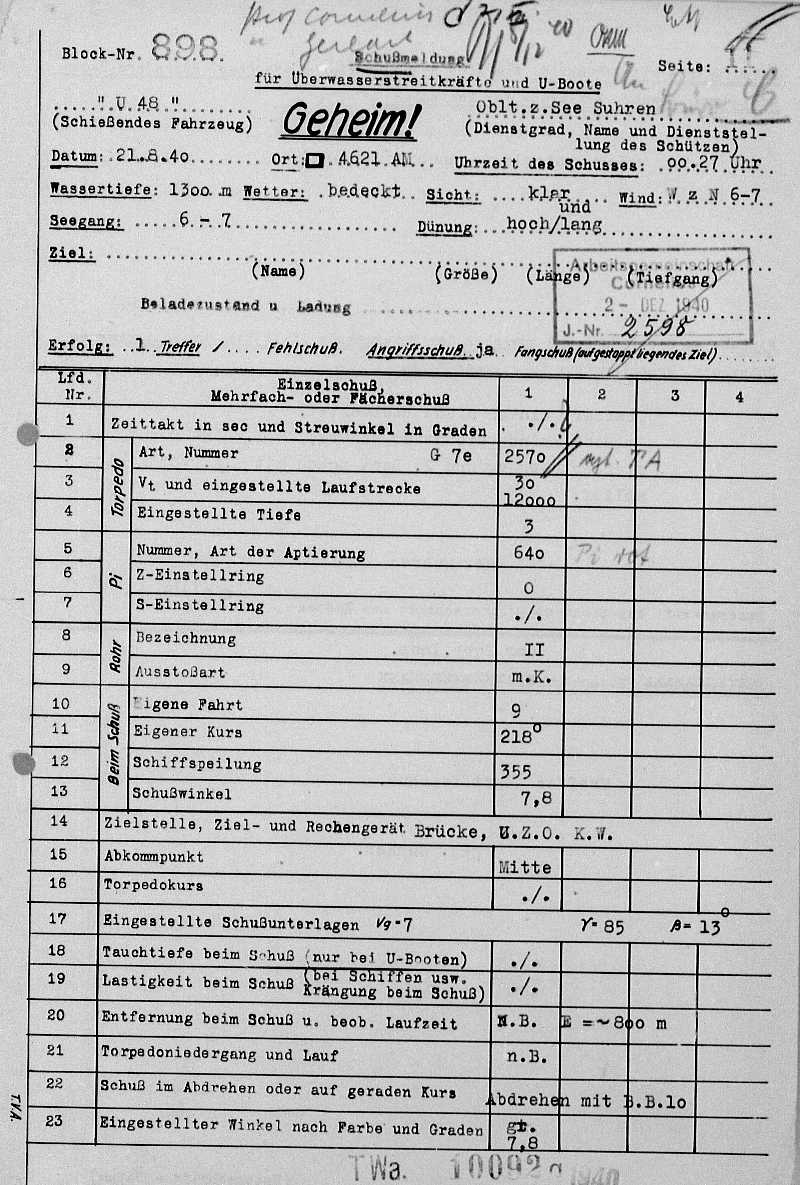 Prof Cornelius
Block-Nr. 898.
Schußmeldung
für Überwasserstreitkräfte und U-Boote
Seite:
....." U 48 "........
(Schießendes Fahrzeug)
Geheim!
Oblt.z.See Suhren
(Dienstgrad, Name und Dienststel-
lung des Schützen)
Datum: 21.8.40........ Ort: 4621 AM... Uhrzeit des Schusses: 00.27 Uhr
Wassertiefe: 1300 m Wetter: bedeckt.. Sicht: ....klar und Wind: W z N 6-7
Seegang: .....6 - 7................ Dünung:...hoch/lang
Ziel: ........................
(Name) (Größe) (Länge) (Tiefgang)
Arbeitsgemeinschaft
Cornelius
Beladezustand u Ladung
2- DEZ 1940
J.-Nr. 2598
Erfolg: ..1 Treffer /.... Fehlschuß. Angriffsschuß ja Fangschuß (auf gestoppt liegendes Ziel)........
Lfd. Nr. Einzelschuß, Mehrfach- oder Fächerschuß 1 2 3 4
1 Zeittakt in sec und Streuwinkel in Graden ./.
Torpedo
2 Art, Nummer G 7e 2570
3 Vt und eingestellte Laufstrecke 30 12000
4 Eingestellte Tiefe 3
Pi
5 Nummer, Art der Aptierung 640 Pi rot
6 Z-Einstellring 0
7 S-Einstellring ./.
Rohr
8 Bezeichnung II
9 Ausstoßart m.K.
Beim Schuß
10 Eigene Fahrt 9
11 Eigener Kurs 218°
12 Schiffspeilung 355
13 Schußwinkel 7,8
14 Zielstelle, Ziel- und Rechengerät Brücke, U.Z.O. K.W.
15 Abkommpunkt Mitte
16 Torpedokurs ./.
17 Eingestellte Schußunterlagen Vg=7 γ=85 β=13°
18 Tauchtiefe beim Schuß (nur bei U-Booten) ./.
19 Lastigkeit beim Schuß (bei Schiffen usw. Krängung beim Schuß) ./.
20 Entfernung beim Schuß u. beob. Laufzeit N.B. E =~800 m
21 Torpedoniedergang und Lauf n.B.
22 Schuß im Abdrehen oder auf geraden Kurs Abdrehen mit B.B.10
23 Eingestellter Winkel nach Farbe und Graden gr. 7,8
TVA.
TWa. 10092 g 1940